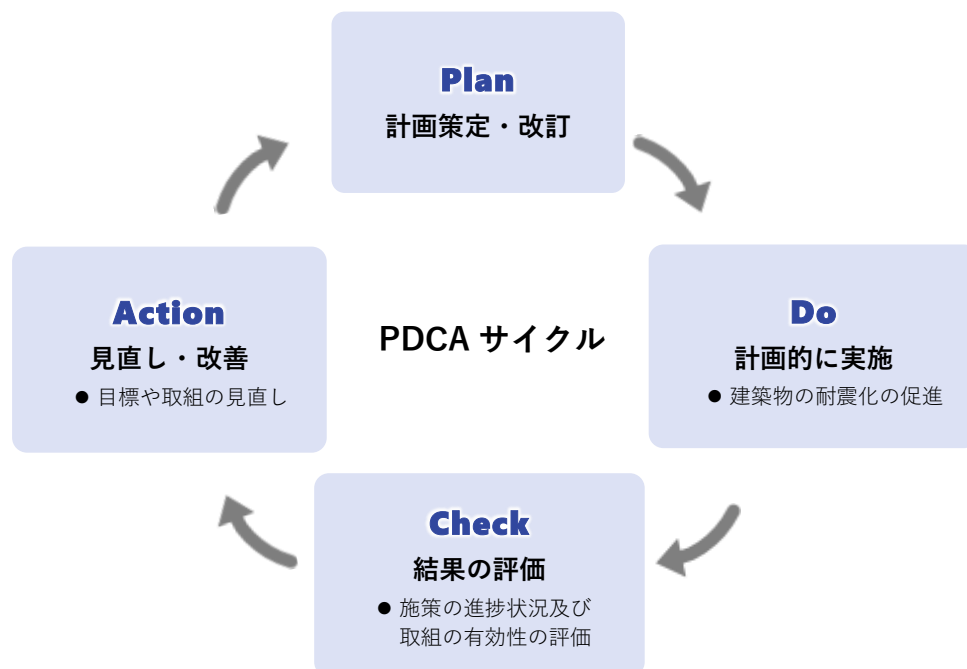 Plan
計画策定・改訂
Action
見直し・改善
● 目標や取組の見直し
PDCA サイクル
Do
計画的に実施
● 建築物の耐震化の促進
Check
結果の評価
● 施策の進捗状況及び
取組の有効性の評価